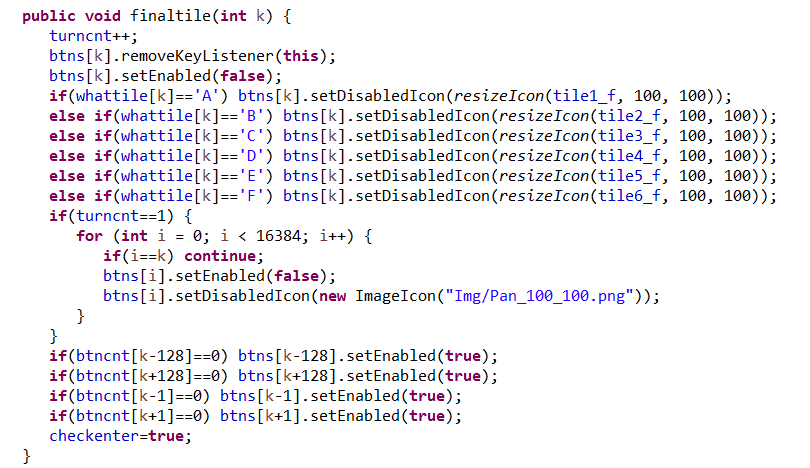 public void finaltile(int k) {
turncnt++;
btns[k].removeKeyListener(this);
btns[k].setEnabled(false);
if(whattile[k]=='A') btns[k].setDisabledIcon(resizeIcon(tile1_f, 100, 100));
else if(whattile[k]=='B') btns[k].setDisabledIcon(resizeIcon(tile2_f, 100, 100));
else if(whattile[k]=='C') btns[k].setDisabledIcon(resizeIcon(tile3_f, 100, 100));
else if(whattile[k]=='D') btns[k].setDisabledIcon(resizeIcon(tile4_f, 100, 100));
else if(whattile[k]=='E') btns[k].setDisabledIcon(resizeIcon(tile5_f, 100, 100));
else if(whattile[k]=='F') btns[k].setDisabledIcon(resizeIcon(tile6_f, 100, 100));
if(turncnt==1) {
for (int i = 0; i < 16384; i++) {
if(i==k) continue;
btns[i].setEnabled(false);
btns[i].setDisabledIcon(new ImageIcon("Img/Pan_100_100.png"));
}
}
if(btncnt[k-128]==0) btns[k-128].setEnabled(true);
if(btncnt[k+128]==0) btns[k+128].setEnabled(true);
if(btncnt[k-1]==0) btns[k-1].setEnabled(true);
if(btncnt[k+1]==0) btns[k+1].setEnabled(true);
checkenter=true;
}